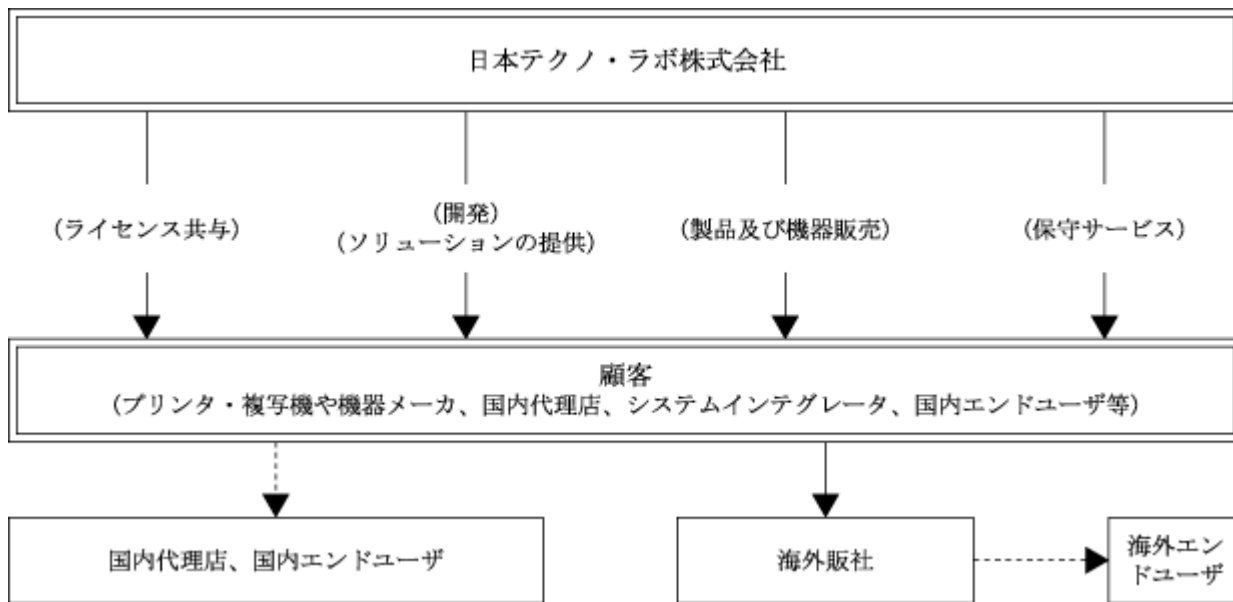 日本テクノ・ラボ株式会社
（ライセンス共与）
（開発）
（ソリューションの提供）
（製品及び機器販売）
（保守サービス）
顧客
（プリンタ・複写機や機器メーカ、国内代理店、システムインテグレータ、国内エンドユーザ等）
国内代理店、国内エンドユーザ
海外販社
海外エン
ドユーザ